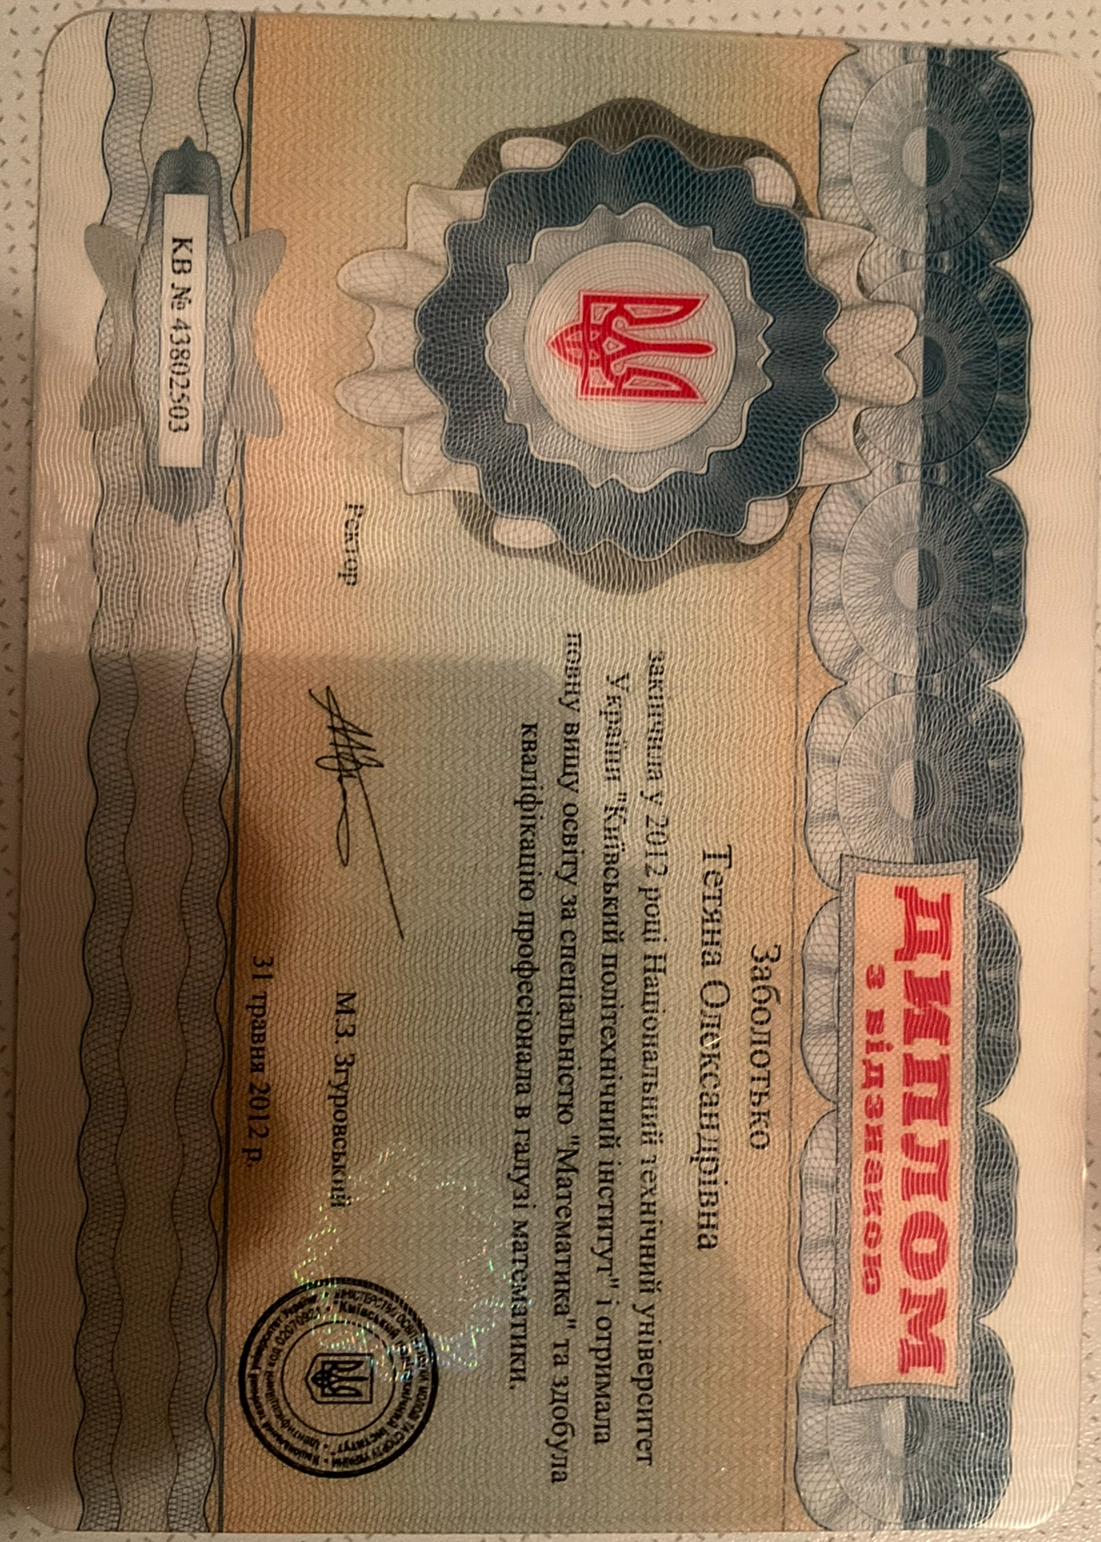 ДИПЛОМ
з відзнакою
Заболотько
Тетяна Олександрівна
закінчила у 2012 році Національний технічний університет
України "Київський політехнічний інститут" і отримала
повну вищу освіту за спеціальністю "Математика" та здобула
кваліфікацію професіонала в галузі математики.
Ректор М.З. Згуровський
31 травня 2012 р.
КВ № 43802503